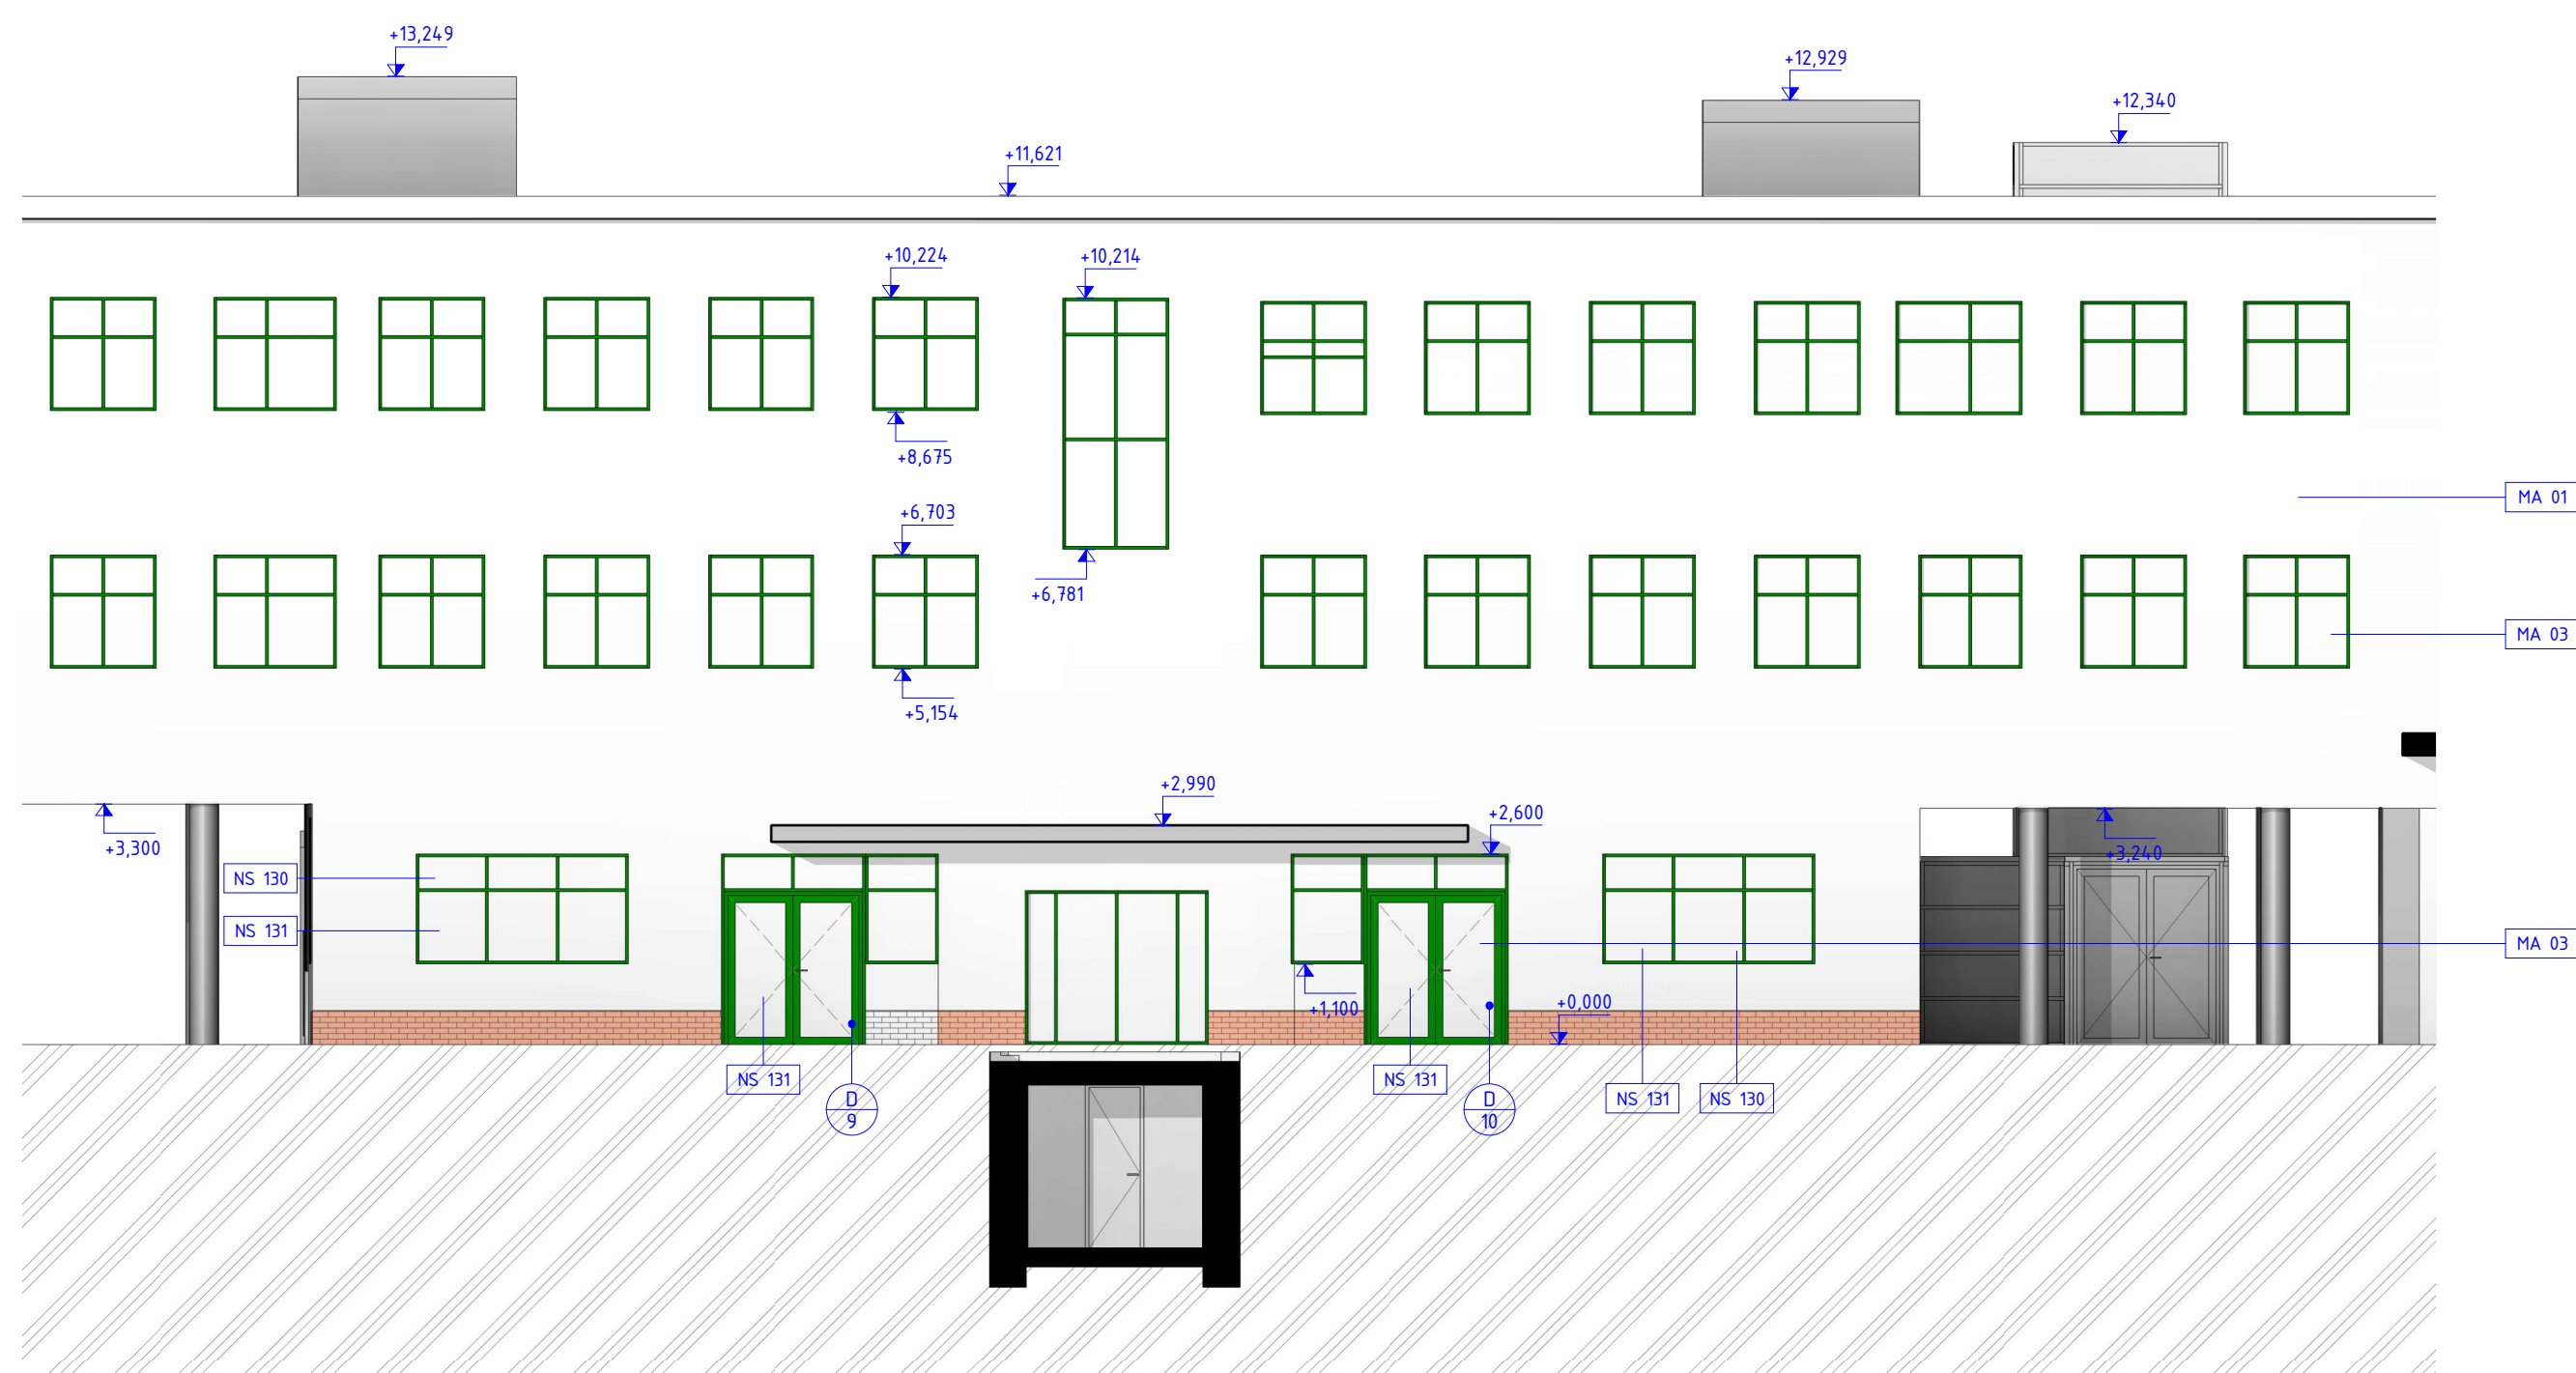 +13,249
+12,929
+12,340
+11,621
+10,224
+10,214
+8,675
MA 01
+6,703
+6,781
MA 03
+5,154
+2,990
+2,600
+3,300
+3,240
NS 130
NS 131
MA 03
+1,100
+0,000
NS 131
NS 131
NS 131
NS 130
D
9
D
10